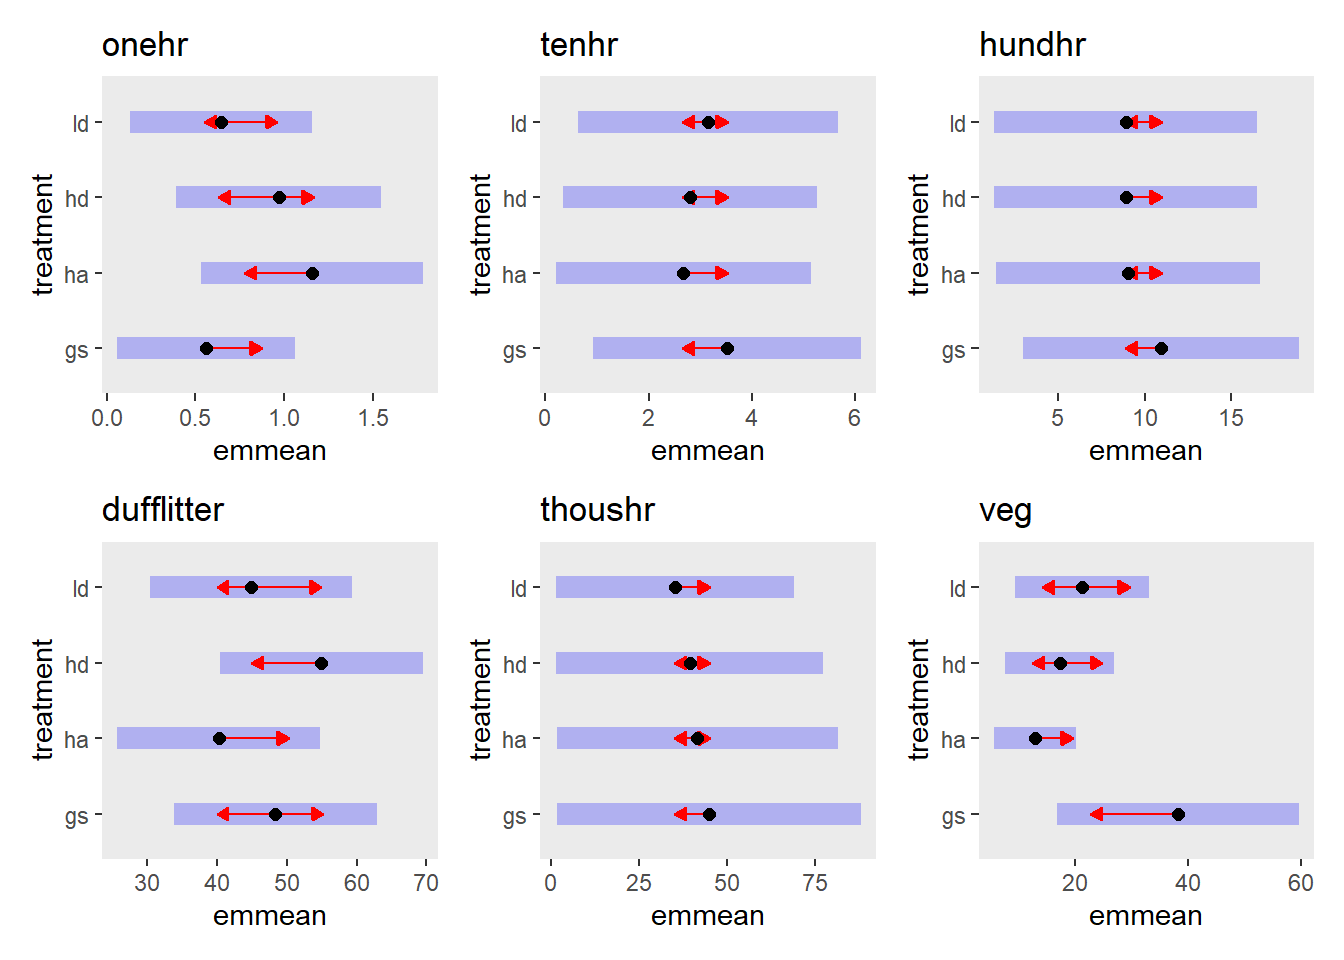 onehr
treatment
ld
hd
ha
gs
0.0 0.5 1.0 1.5
emmean
tenhr
treatment
ld
hd
ha
gs
0 2 4 6
emmean
hundhr
treatment
ld
hd
ha
gs
5 10 15
emmean
dufflitter
treatment
ld
hd
ha
gs
30 40 50 60 70
emmean
thoushr
treatment
ld
hd
ha
gs
0 25 50 75
emmean
veg
treatment
ld
hd
ha
gs
20 40 60
emmean